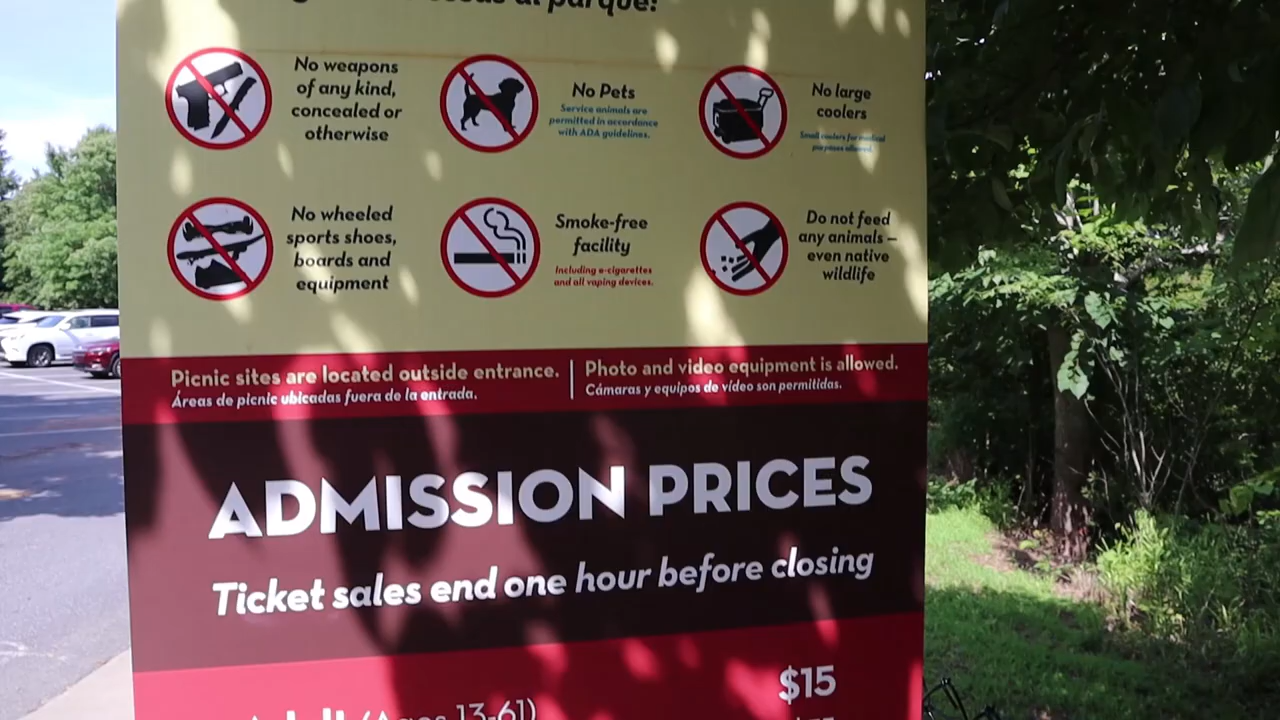 al parque!
No weapons
of any kind,
concealed or
otherwise
No Pets
Service animals are
permitted in accordance
with ADA guidelines.
No large
coolers
Small coolers for medical
purposes allowed.
No wheeled
sports shoes,
boards and
equipment
Smoke-free
facility
Including e-cigarettes
and all vaping devices.
Do not feed
any animals –
even native
wildlife
Picnic sites are located outside entrance.
Áreas de picnic ubicadas fuera de la entrada.
Photo and video equipment is allowed.
Cámaras y equipos de vídeo son permitidas.
ADMISSION PRICES
Ticket sales end one hour before closing
$15
Adult (Ages 13-61)